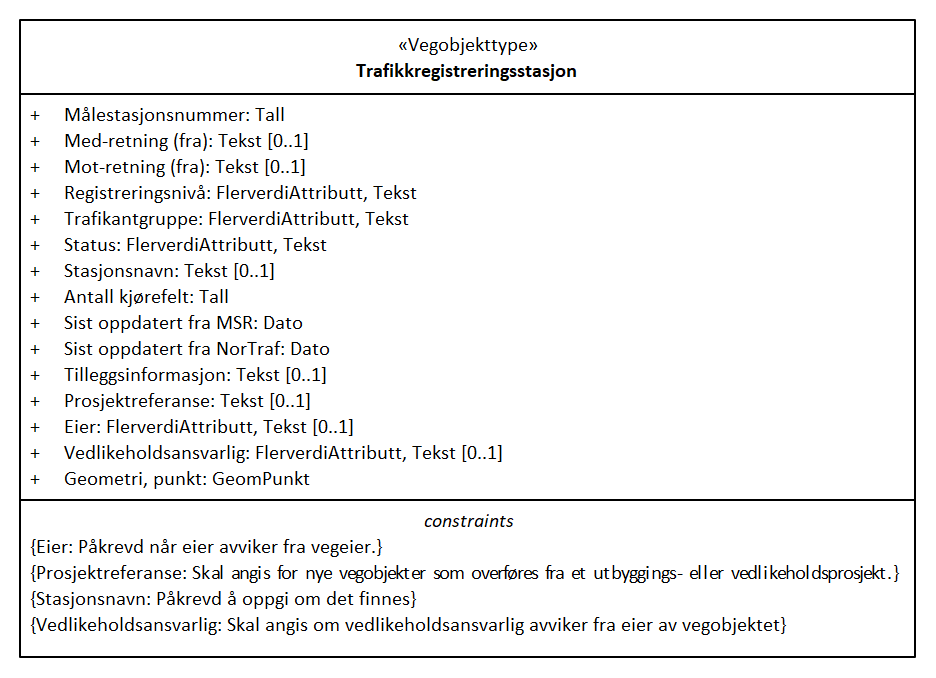 «Vegobjekttype»
Trafikkregistreringsstasjon
+ Målestasjonsnummer: Tall
+ Med-retning (fra): Tekst [0..1]
+ Mot-retning (fra): Tekst [0..1]
+ Registreringsnivå: FlerverdiAttributt, Tekst
+ Trafikantgruppe: FlerverdiAttributt, Tekst
+ Status: FlerverdiAttributt, Tekst
+ Stasjonsnavn: Tekst [0..1]
+ Antall kjørefelt: Tall
+ Sist oppdatert fra MSR: Dato
+ Sist oppdatert fra NorTraf: Dato
+ Tilleggsinformasjon: Tekst [0..1]
+ Prosjektreferanse: Tekst [0..1]
+ Eier: FlerverdiAttributt, Tekst [0..1]
+ Vedlikeholdsansvarlig: FlerverdiAttributt, Tekst [0..1]
+ Geometri, punkt: GeomPunkt
constraints
{Eier: Påkrevd når eier avviker fra vegeier.}
{Prosjektreferanse: Skal angis for nye vegobjekter som overføres fra et utbyggings- eller vedlikeholdsprosjekt.}
{Stasjonsnavn: Påkrevd å oppgi om det finnes}
{Vedlikeholdsansvarlig: Skal angis om vedlikeholdsansvarlig avviker fra eier av vegobjektet}